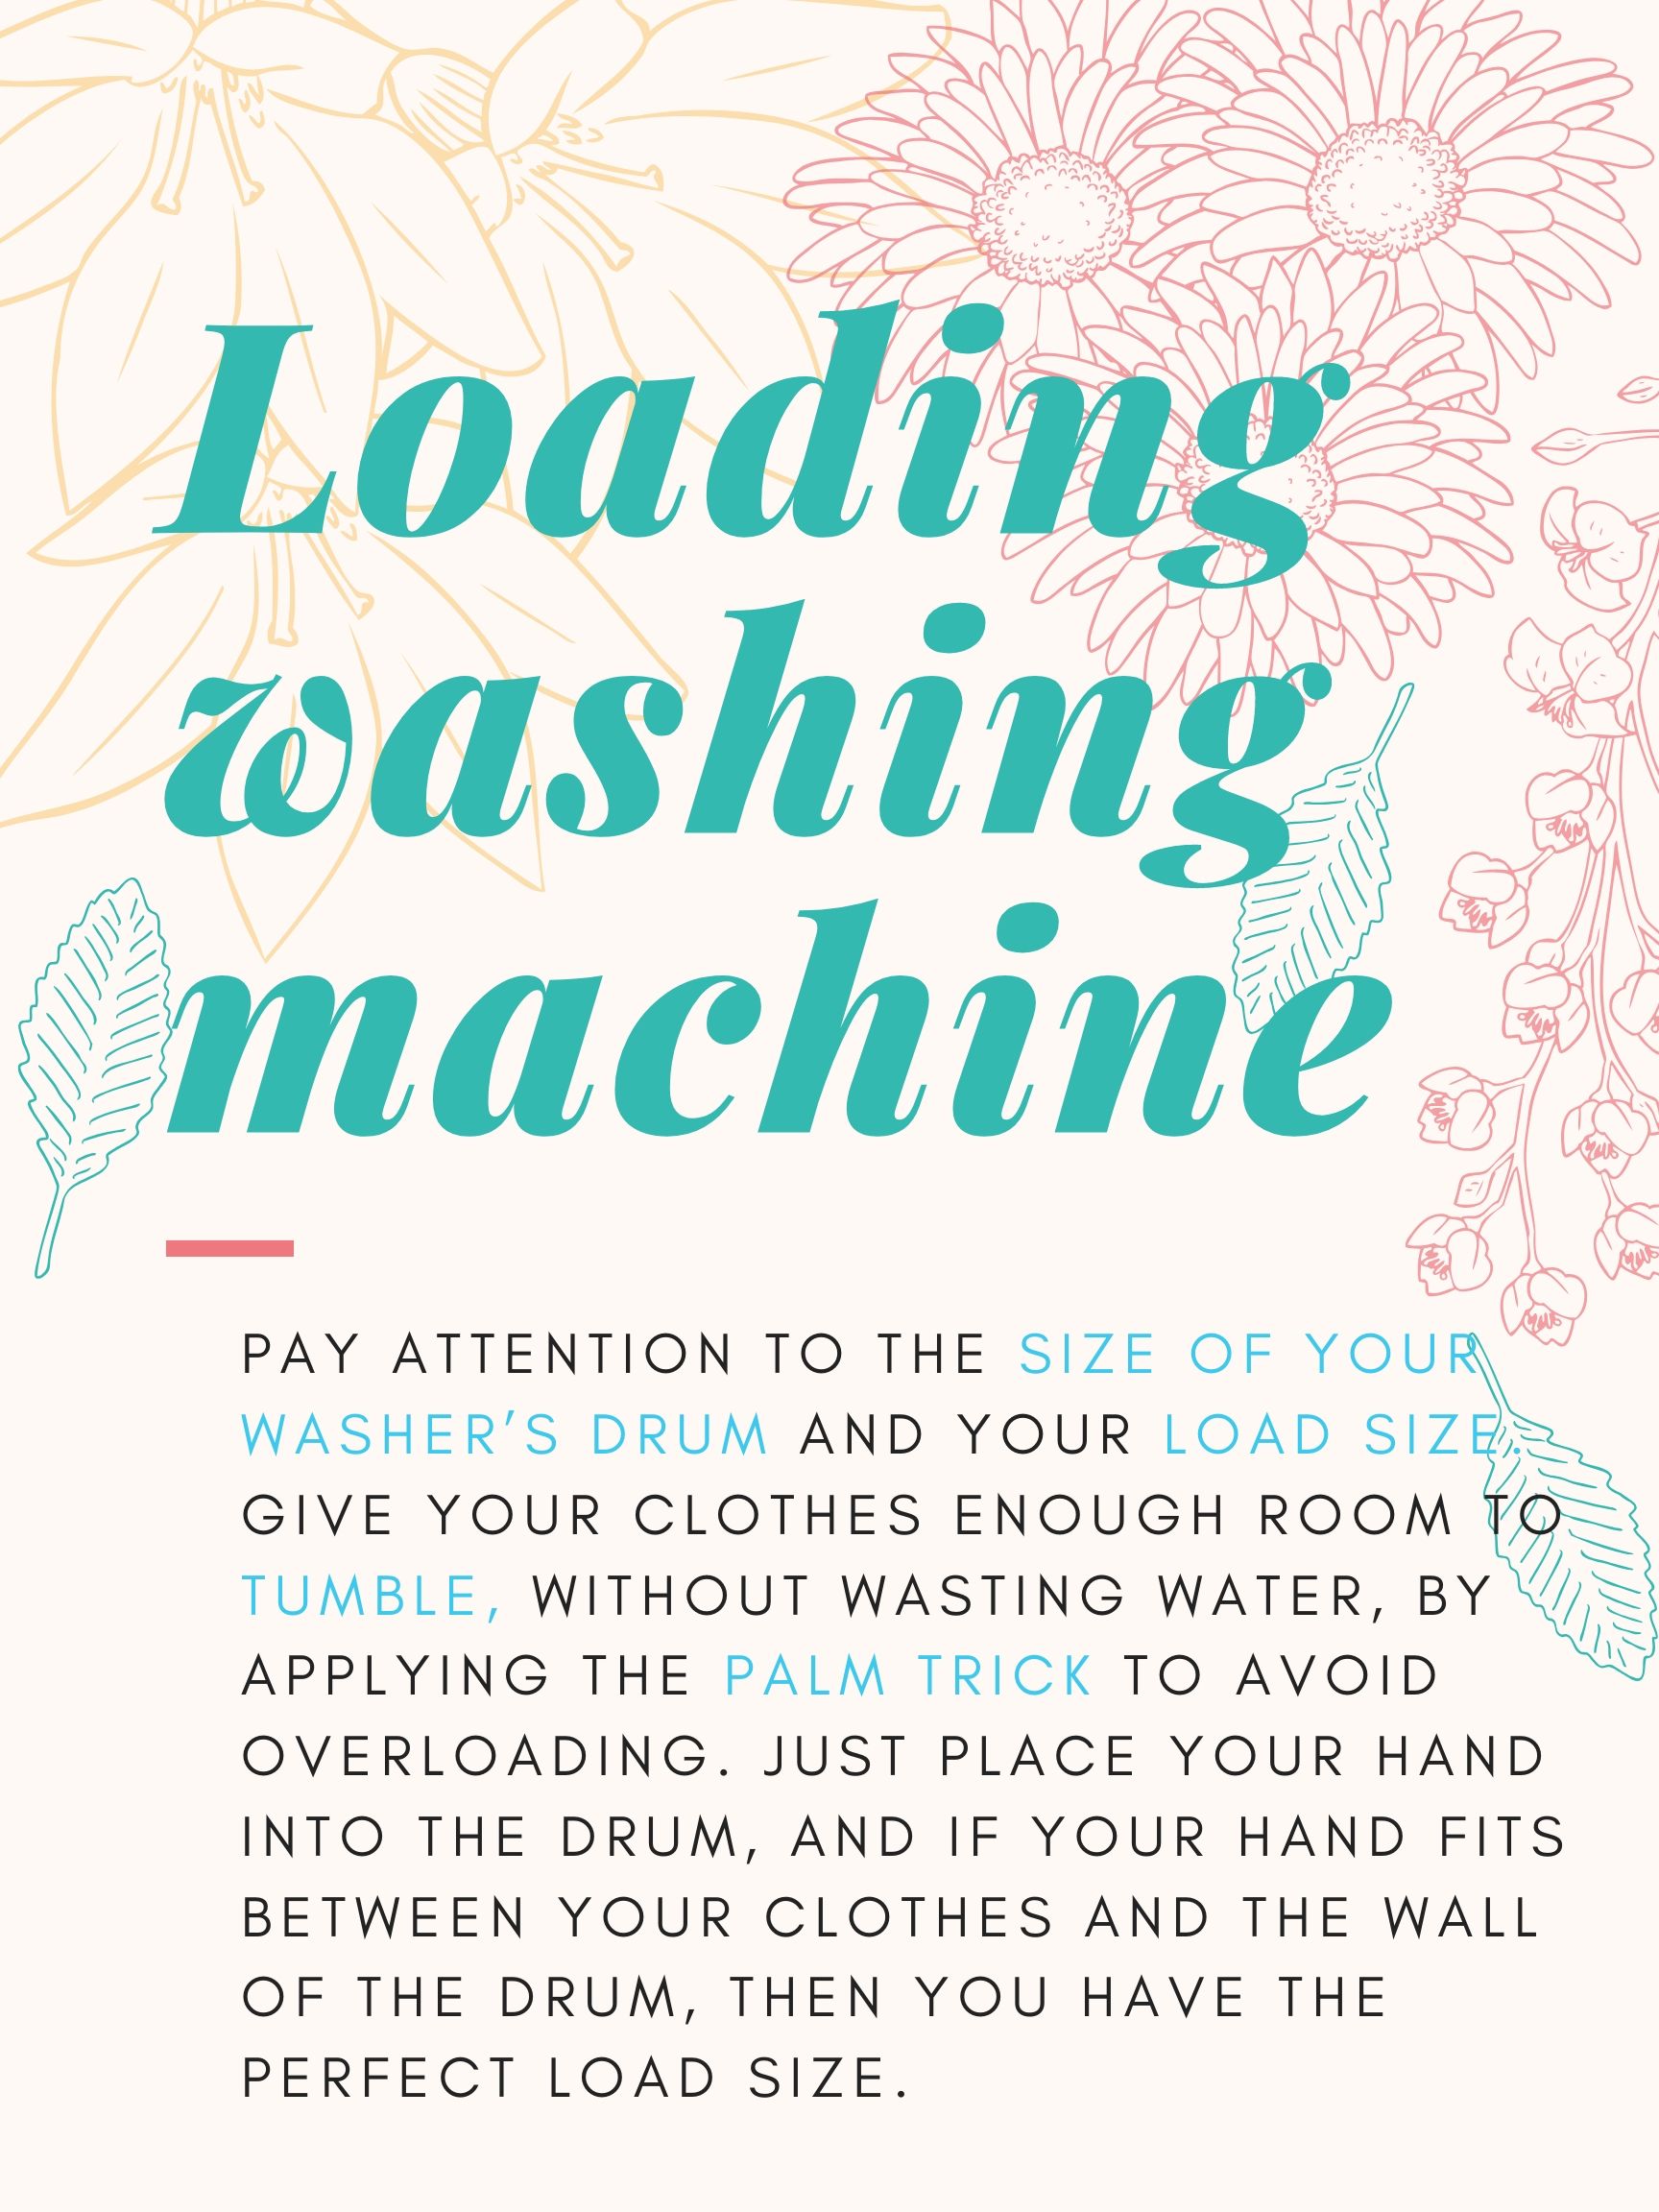 Loading
washing
machine
PAY ATTENTION TO THE SIZE OF YOUR
WASHER'S DRUM AND YOUR LOAD SIZE.
GIVE YOUR CLOTHES ENOUGH ROOM TO
TUMBLE, WITHOUT WASTING WATER, BY
APPLYING THE PALM TRICK TO AVOID
OVERLOADING. JUST PLACE YOUR HAND
INTO THE DRUM, AND IF YOUR HAND FITS
BETWEEN YOUR CLOTHES AND THE WALL
OF THE DRUM, THEN YOU HAVE THE
PERFECT LOAD SIZE.